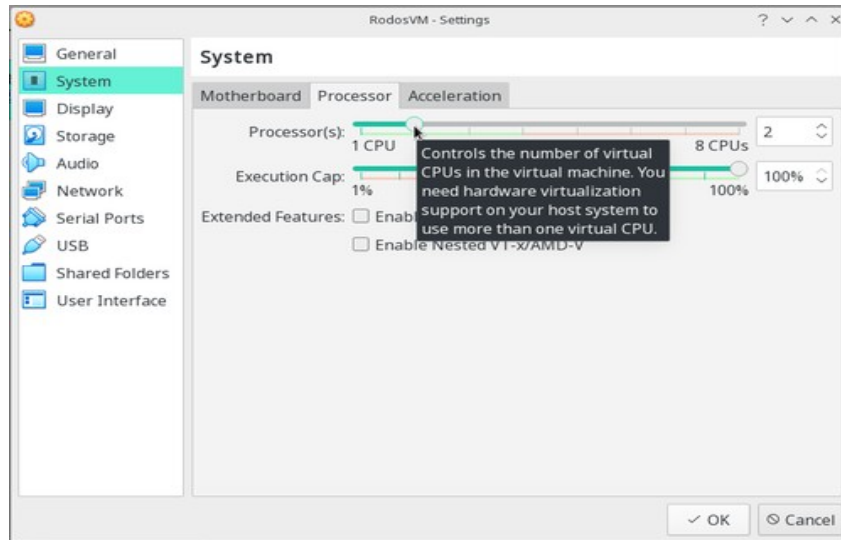 RodosVM - Settings
General
System
Display
Storage
Audio
Network
Serial Ports
USB
Shared Folders
User Interface
System
Motherboard Processor Acceleration
Processor(s): 2
1 CPU 8 CPUs
Controls the number of virtual
CPUs in the virtual machine. You
need hardware virtualization
support on your host system to
use more than one virtual CPU.
Execution Cap: 100%
1% 100%
Extended Features: Enabl
Enable Nested VT-x/AMD-V
OK Cancel